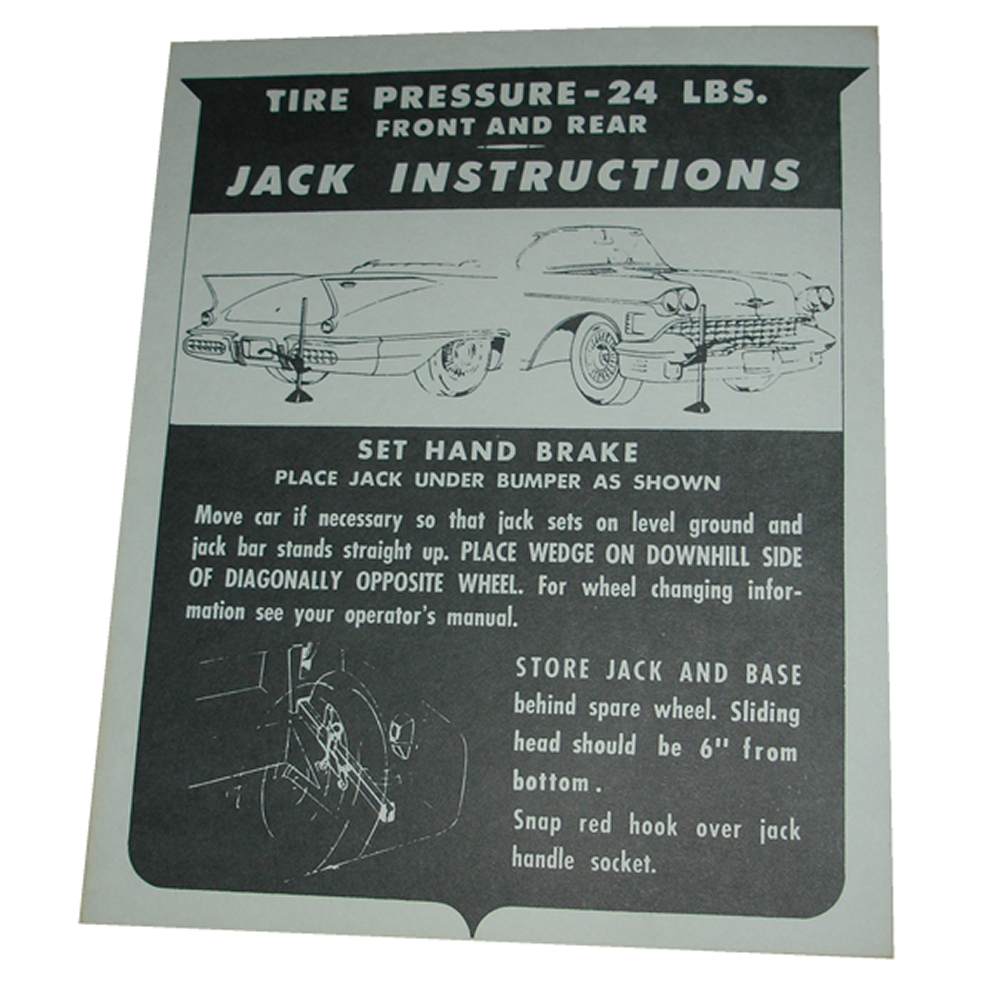 TIRE PRESSURE-24 LBS.
FRONT AND REAR
JACK INSTRUCTIONS
SET HAND BRAKE
PLACE JACK UNDER BUMPER AS SHOWN
Move car if necessary so that jack sets on level ground and
jack bar stands straight up. PLACE WEDGE ON DOWNHILL SIDE
OF DIAGONALLY OPPOSITE WHEEL. For wheel changing infor-
mation see your operator's manual.
STORE JACK AND BASE
behind spare wheel. Sliding
head should be 6" from
bottom.
Snap red hook over jack
handle socket.